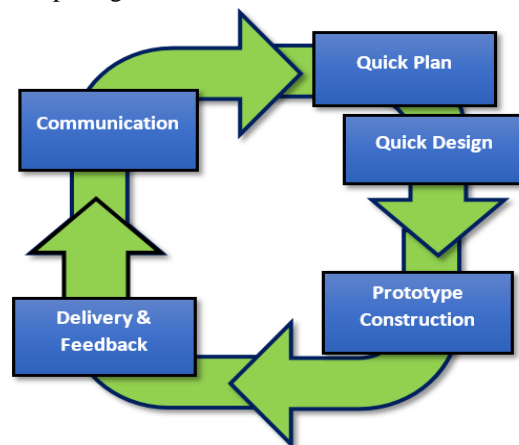 Quick Plan
Communication
Quick Design
Prototype
Construction
Delivery &
Feedback